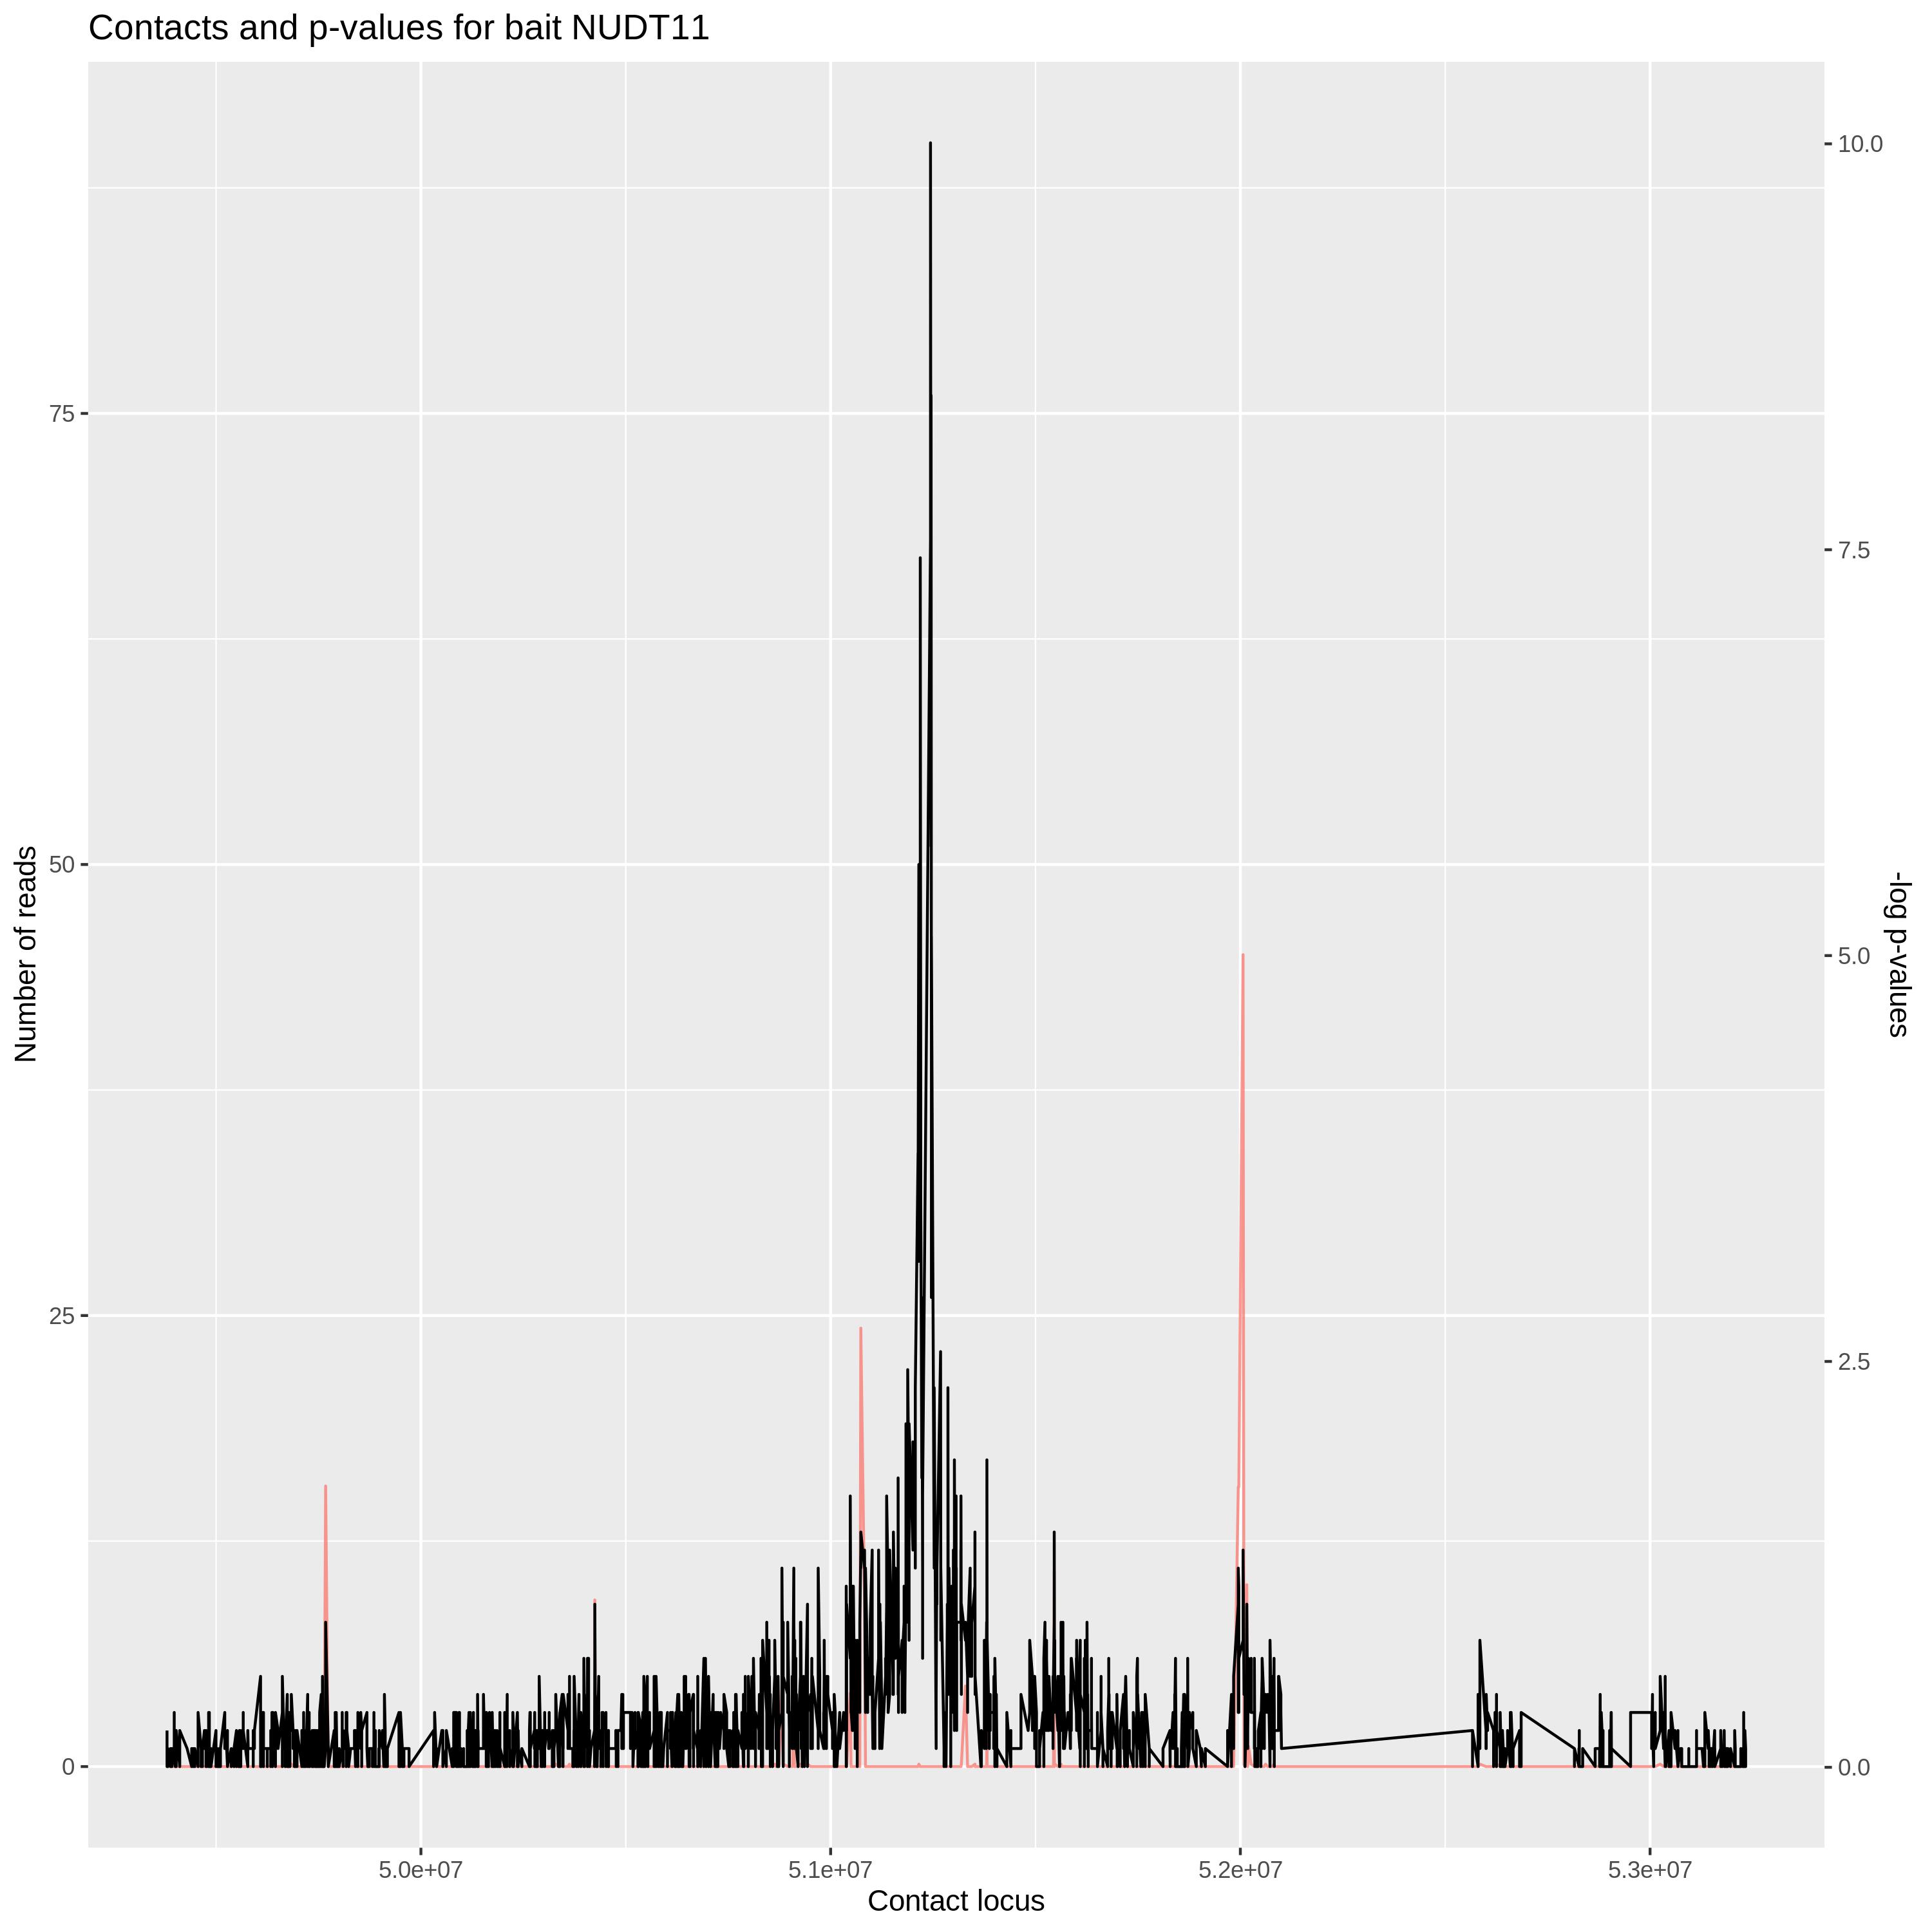 Contacts and p-values for bait NUDT11
Number of reads
75
50
25
0
10.0
7.5
5.0
2.5
0.0
-log p-values
5.0e+07 5.1e+07 5.2e+07 5.3e+07
Contact locus